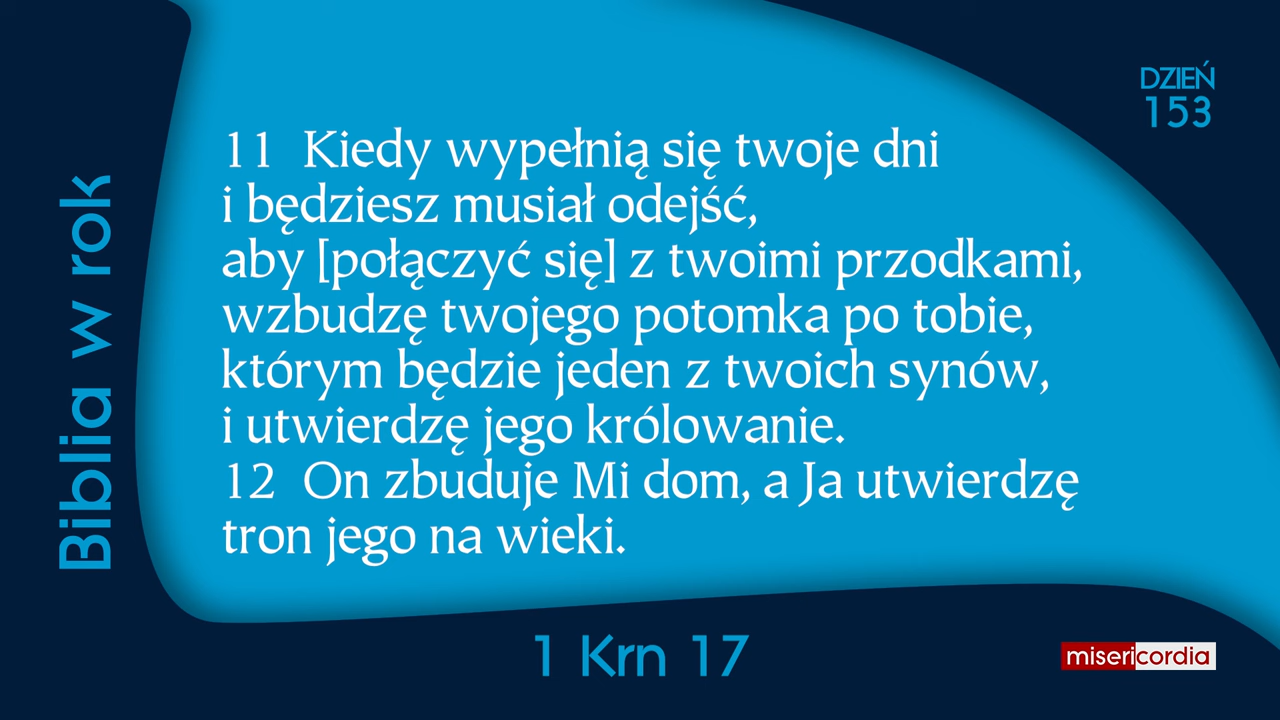 DZIEŃ
153
11 Kiedy wypełnią się twoje dni
i będziesz musiał odejść,
aby [połączyć się] z twoimi przodkami,
wzbudzę twojego potomka po tobie,
którym będzie jeden z twoich synów,
i utwierdzę jego królowanie.
12 On zbuduje Mi dom, a Ja utwierdzę
tron jego na wieki.
Biblia w rok
1 Krn 17
misericordia